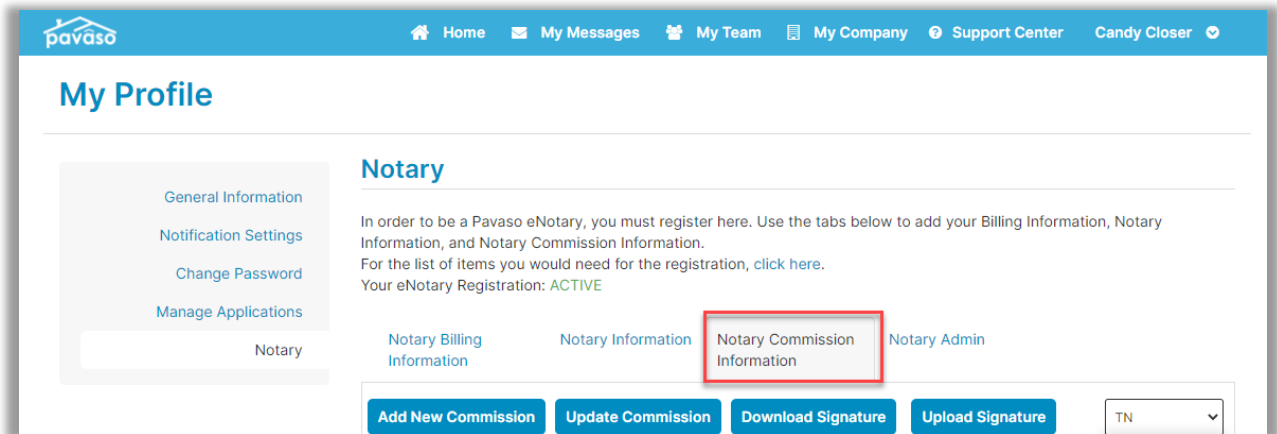 pavaso
Home My Messages My Team My Company Support Center Candy Closer
My Profile
General Information
Notification Settings
Change Password
Manage Applications
Notary
Notary
In order to be a Pavaso eNotary, you must register here. Use the tabs below to add your Billing Information, Notary
Information, and Notary Commission Information.
For the list of items you would need for the registration, click here.
Your eNotary Registration: ACTIVE
Notary Billing
Information
Notary Information
Notary Commission
Information
Notary Admin
Add New Commission Update Commission Download Signature Upload Signature TN